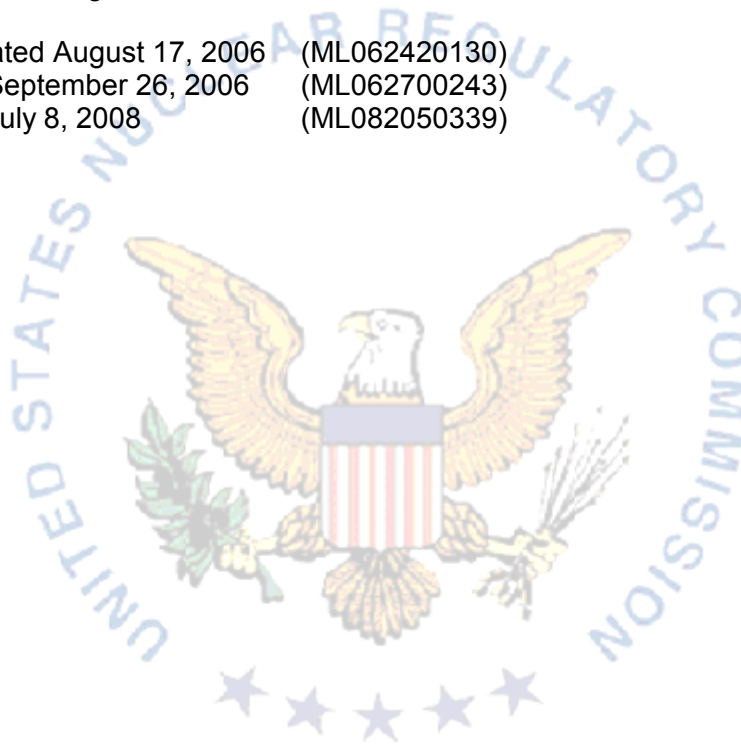 ated August 17, 2006 (ML062420130)
September 26, 2006 (ML062700243)
uly 8, 2008 (ML082050339)
UNITED STATES NUCLEAR REGULATORY COMMISSION